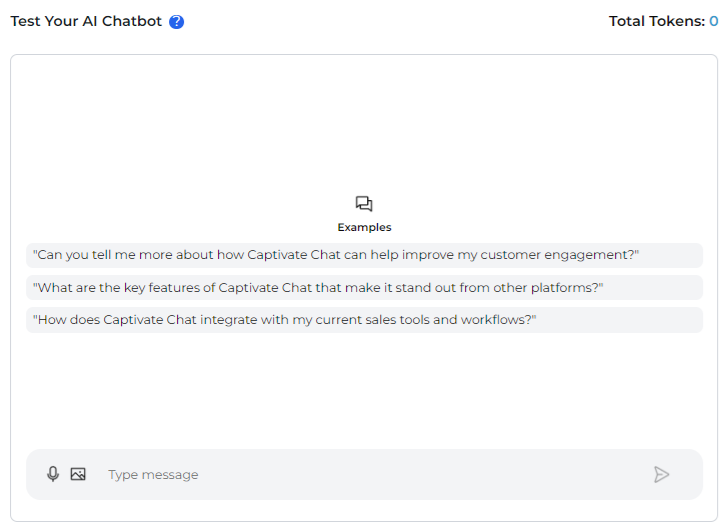 Test Your AI Chatbot ?
Total Tokens: 0
Examples
"Can you tell me more about how Captivate Chat can help improve my customer engagement?"
"What are the key features of Captivate Chat that make it stand out from other platforms?"
"How does Captivate Chat integrate with my current sales tools and workflows?"
Type message